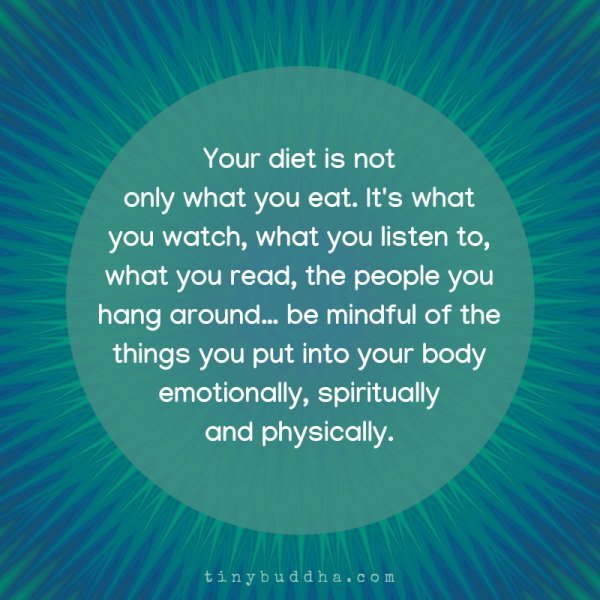 Your diet is not
only what you eat. It's what
you watch, what you listen to,
what you read, the people you
hang around... be mindful of the
things you put into your body
emotionally, spiritually
and physically.
tinybuddha.com